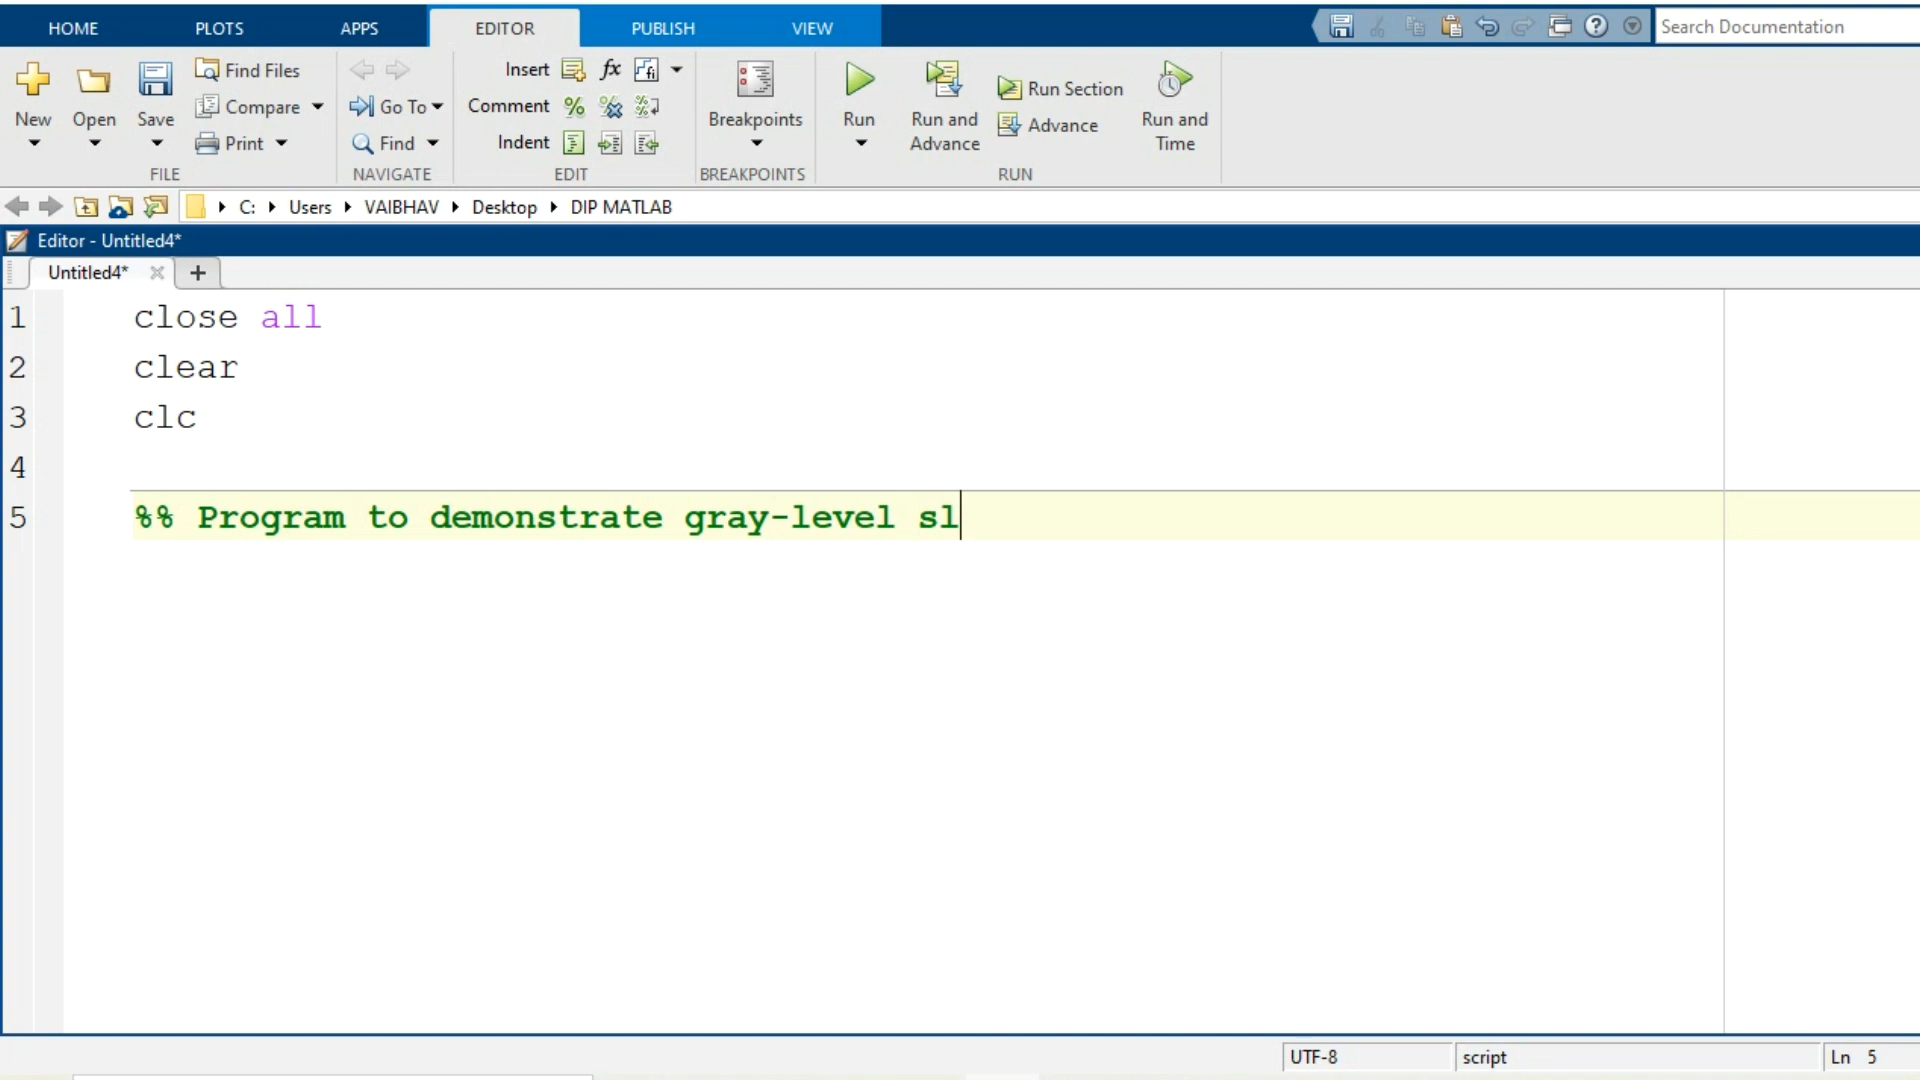 HOME PLOTS APPS EDITOR PUBLISH VIEW Search Documentation
New Open Save Find Files Compare Print
FILE
Go To Find
NAVIGATE
Insert fx fi
Comment % % %
Indent
EDIT
Breakpoints
BREAKPOINTS
Run Run and Advance Run Section Advance Run and Time
RUN
C: Users VAIBHAV Desktop DIP MATLAB
Editor - Untitled4*
Untitled4* +
1 close all
2 clear
3 clc
4
5 %% Program to demonstrate gray-level sl
UTF-8 script Ln 5